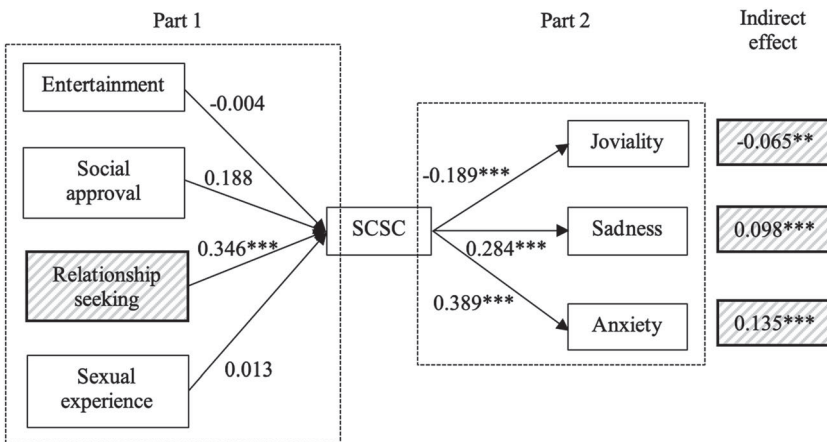 Part 1
Part 2
Indirect
effect
Entertainment
-0.004
Social
approval
0.188
Relationship
seeking
0.346***
Sexual
experience
0.013
SCSC
-0.189***
0.284***
0.389***
Joviality
-0.065**
Sadness
0.098***
Anxiety
0.135***